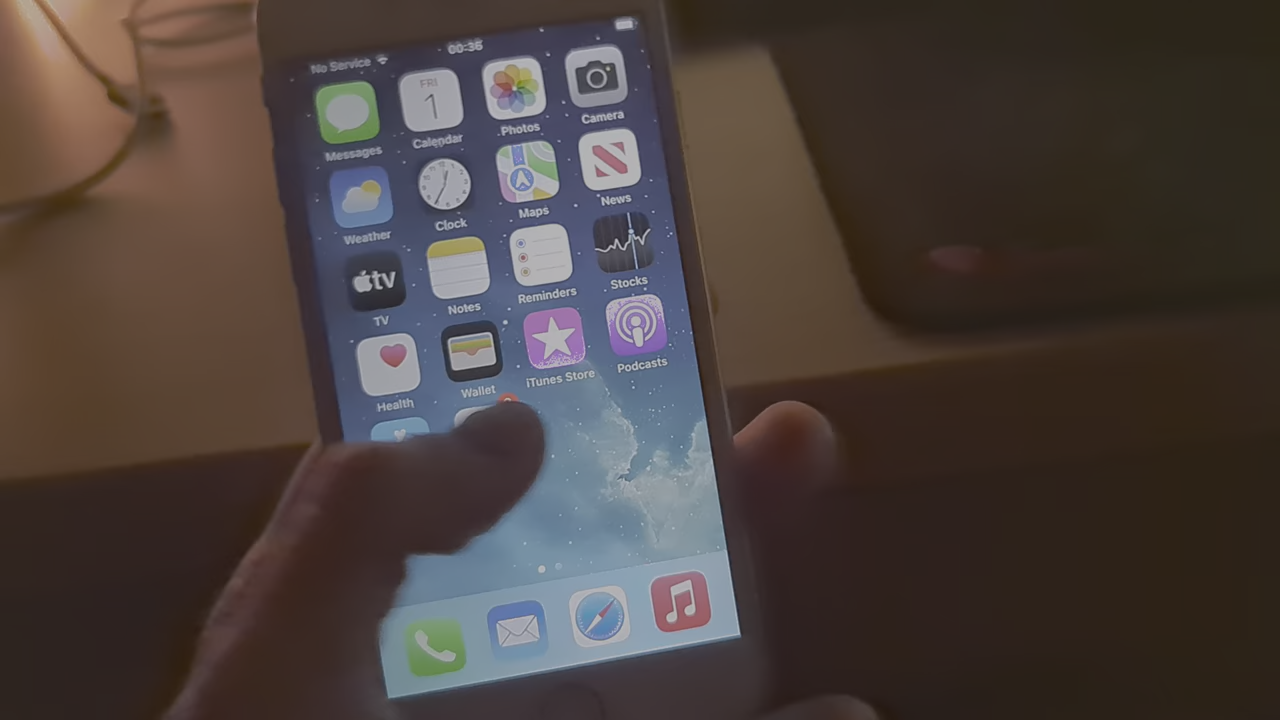 No Service 00:36
FRI
1
Messages Calendar Photos Camera
Weather Clock Maps News
tv
TV Notes Reminders Stocks
Health Wallet iTunes Store Podcasts